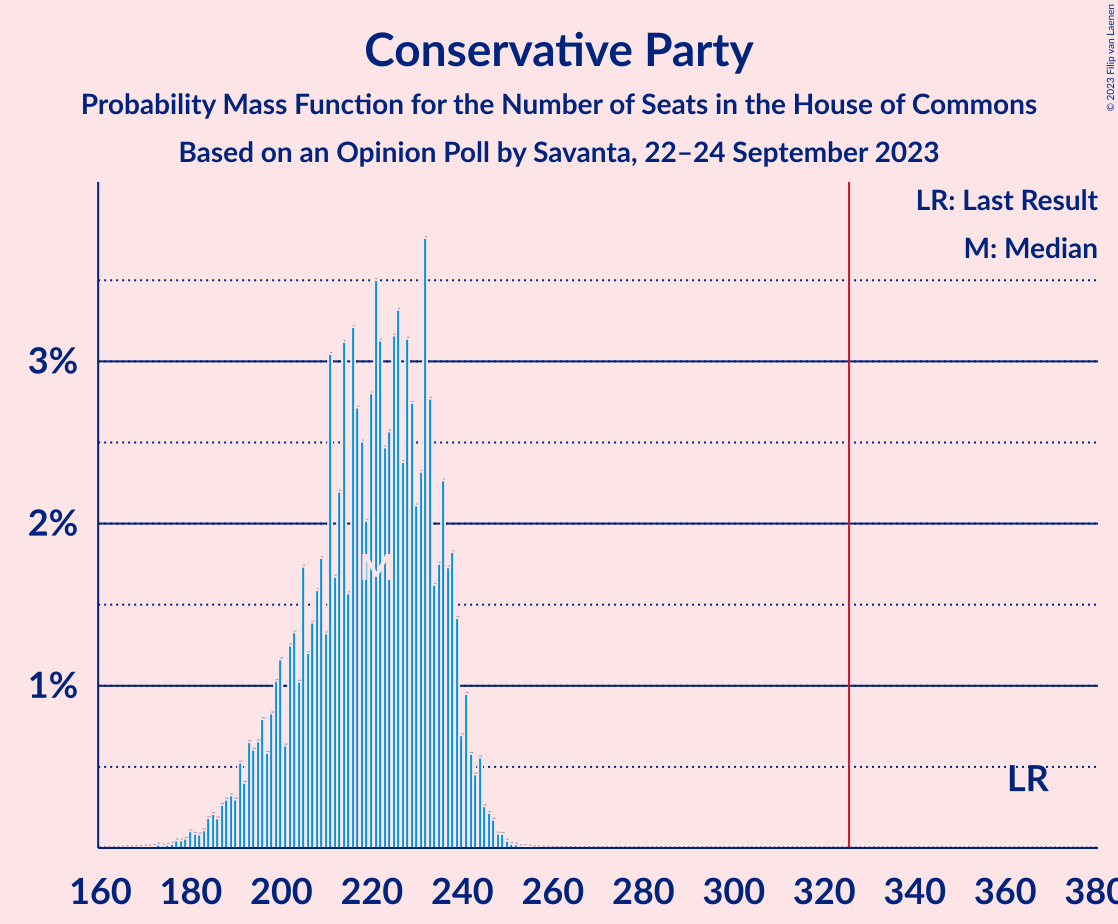 Conservative Party
Probability Mass Function for the Number of Seats in the House of Commons
Based on an Opinion Poll by Savanta, 22–24 September 2023
© 2023 Filip van Laenen
LR: Last Result
M: Median
3%
2%
M
1%
LR
160 180 200 220 240 260 280 300 320 340 360 380